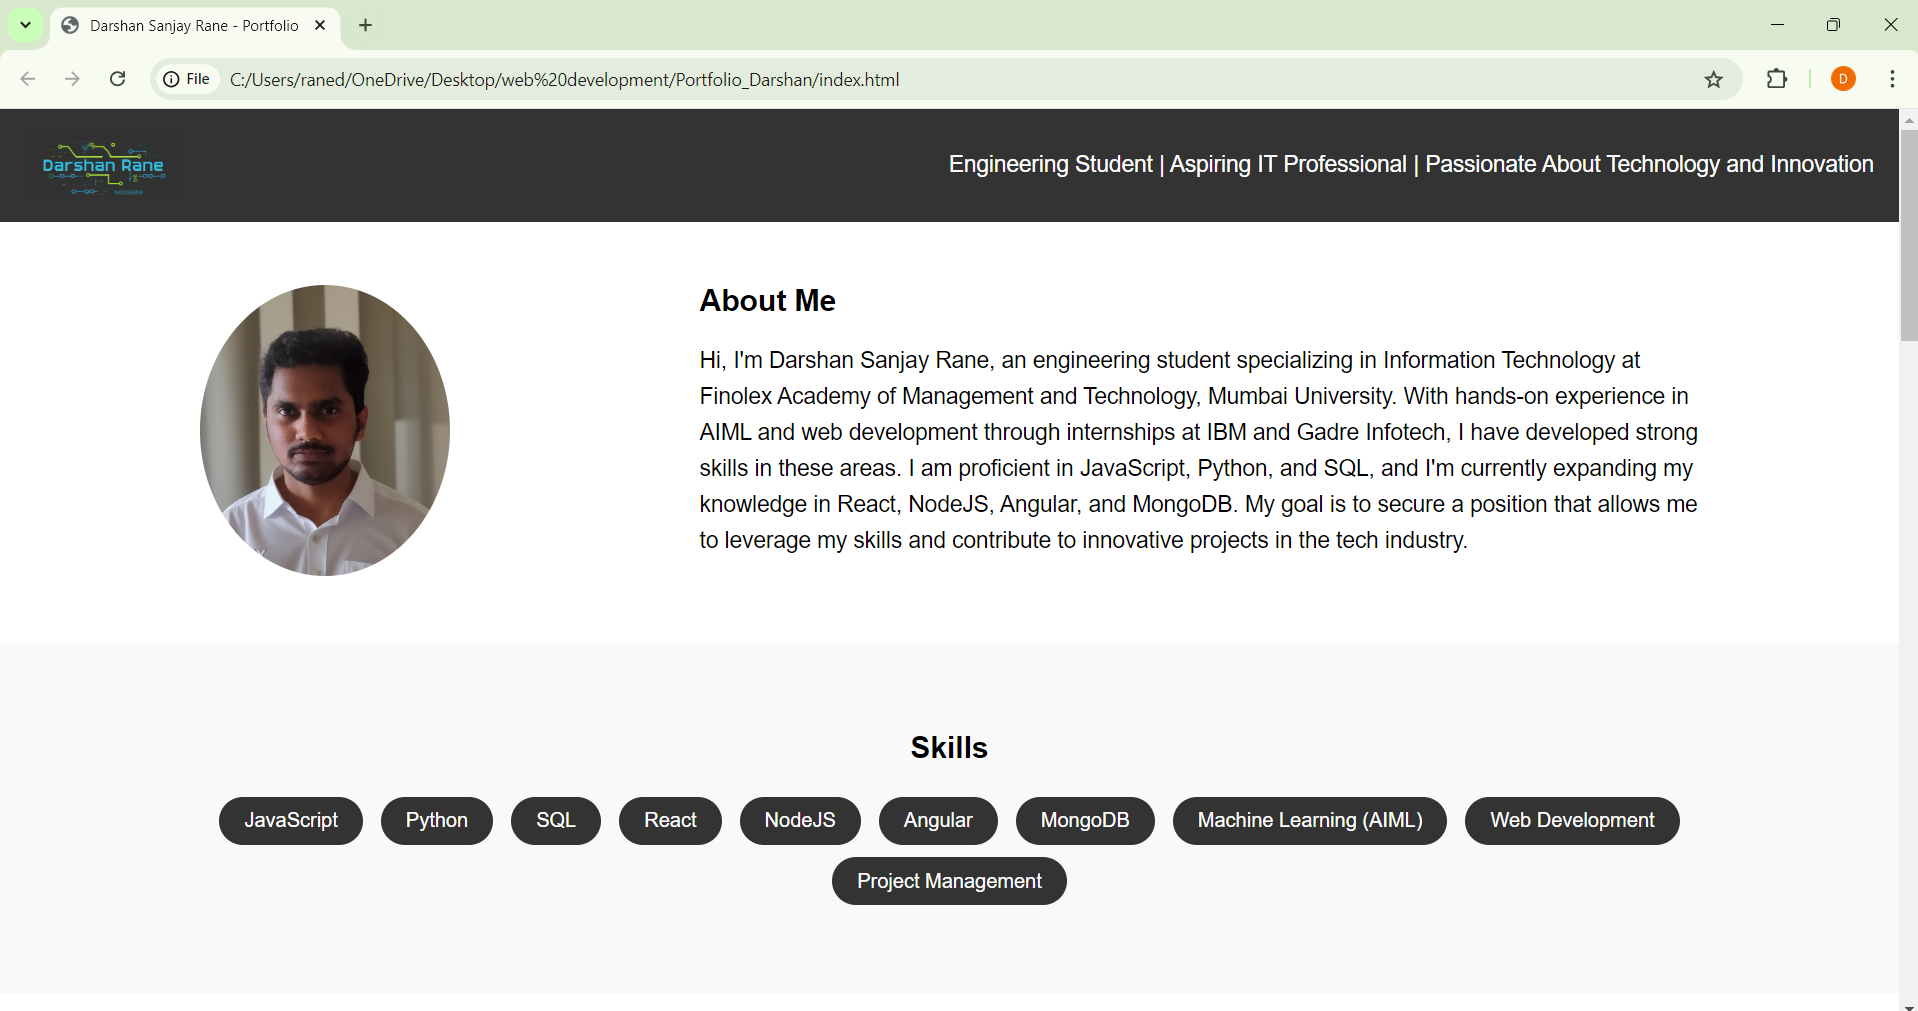 Darshan Sanjay Rane - Portfolio
File C:/Users/raned/OneDrive/Desktop/web%20development/Portfolio_Darshan/index.html
D
Darshan Rane
Engineering Student | Aspiring IT Professional | Passionate About Technology and Innovation
About Me
Hi, I'm Darshan Sanjay Rane, an engineering student specializing in Information Technology at
Finolex Academy of Management and Technology, Mumbai University. With hands-on experience in
AIML and web development through internships at IBM and Gadre Infotech, I have developed strong
skills in these areas. I am proficient in JavaScript, Python, and SQL, and I'm currently expanding my
knowledge in React, NodeJS, Angular, and MongoDB. My goal is to secure a position that allows me
to leverage my skills and contribute to innovative projects in the tech industry.
Skills
JavaScript Python SQL React NodeJS Angular MongoDB Machine Learning (AIML) Web Development
Project Management